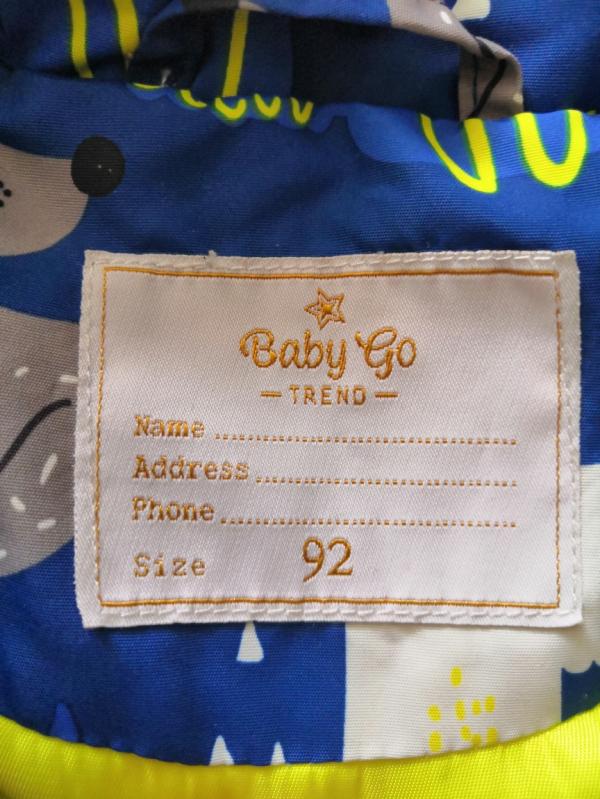 Baby Go
— TREND —
Name ........................................
Address ...................................
Phone ........................................
Size 92